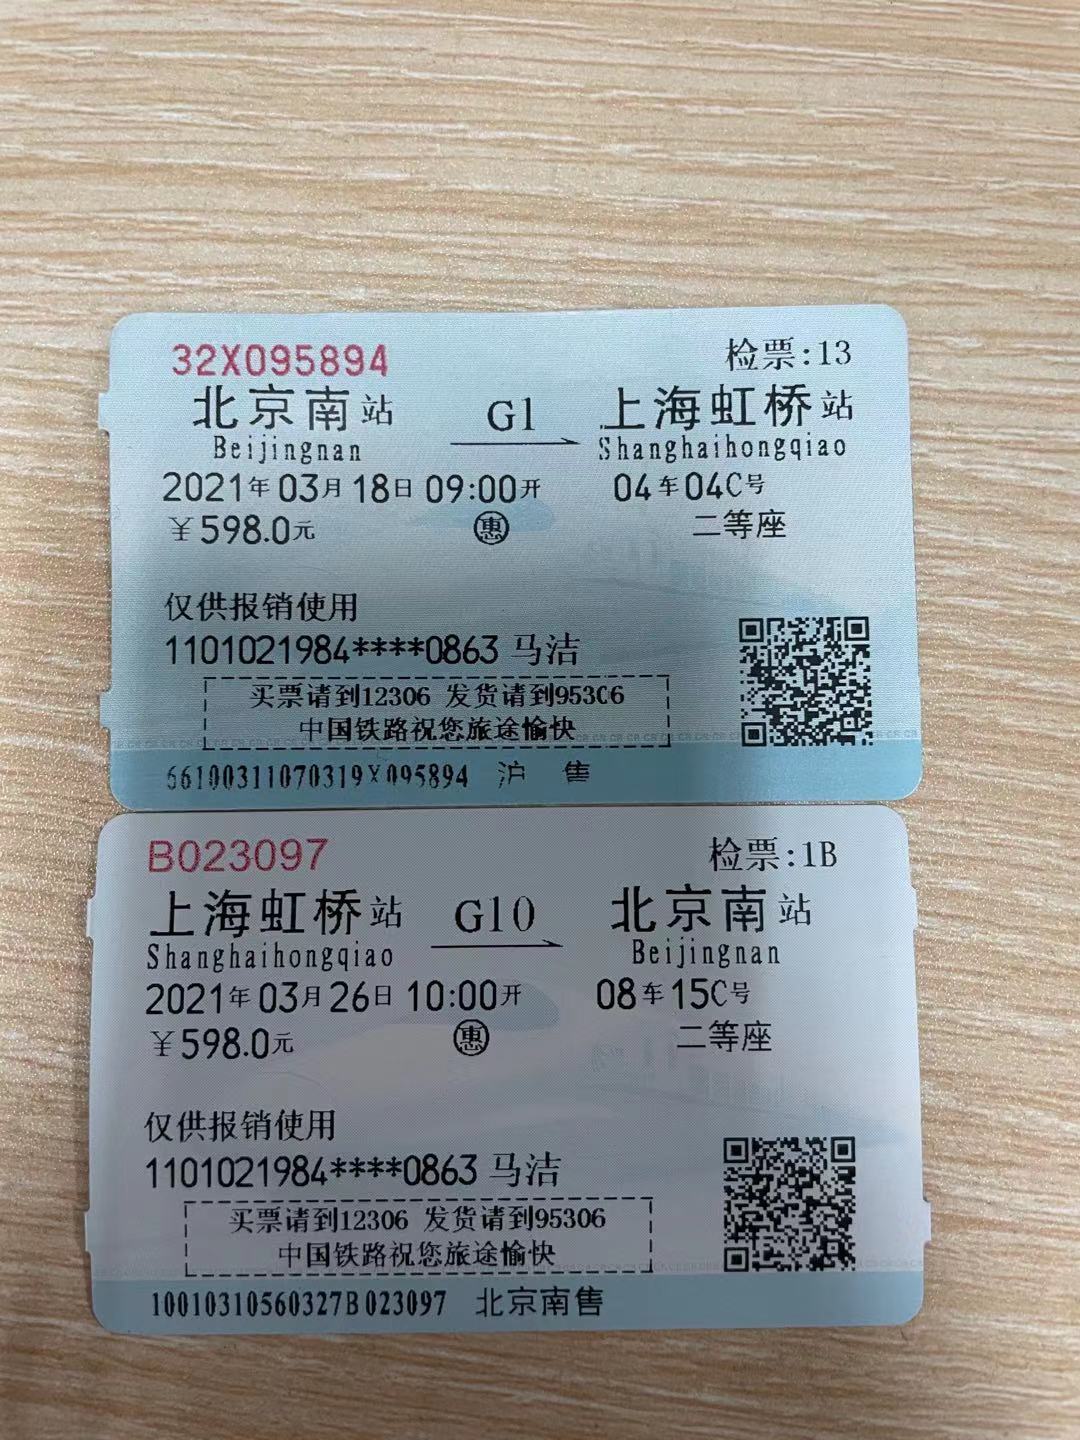 32X095894 检票:13
北京南站 G1 上海虹桥站
Beijingnan Shanghaihongqiao
2021年03月18日 09:00开 04车04C号
￥598.0元 惠 二等座
仅供报销使用
1101021984****0863 马洁
买票请到12306 发货请到95306
中国铁路祝您旅途愉快
66100311070319X095894 沪 售
B023097 检票:1B
上海虹桥站 G10 北京南站
Shanghaihongqiao Beijingnan
2021年03月26日 10:00开 08车15C号
￥598.0元 惠 二等座
仅供报销使用
1101021984****0863 马洁
买票请到12306 发货请到95306
中国铁路祝您旅途愉快
10010310560327B023097 北京南售